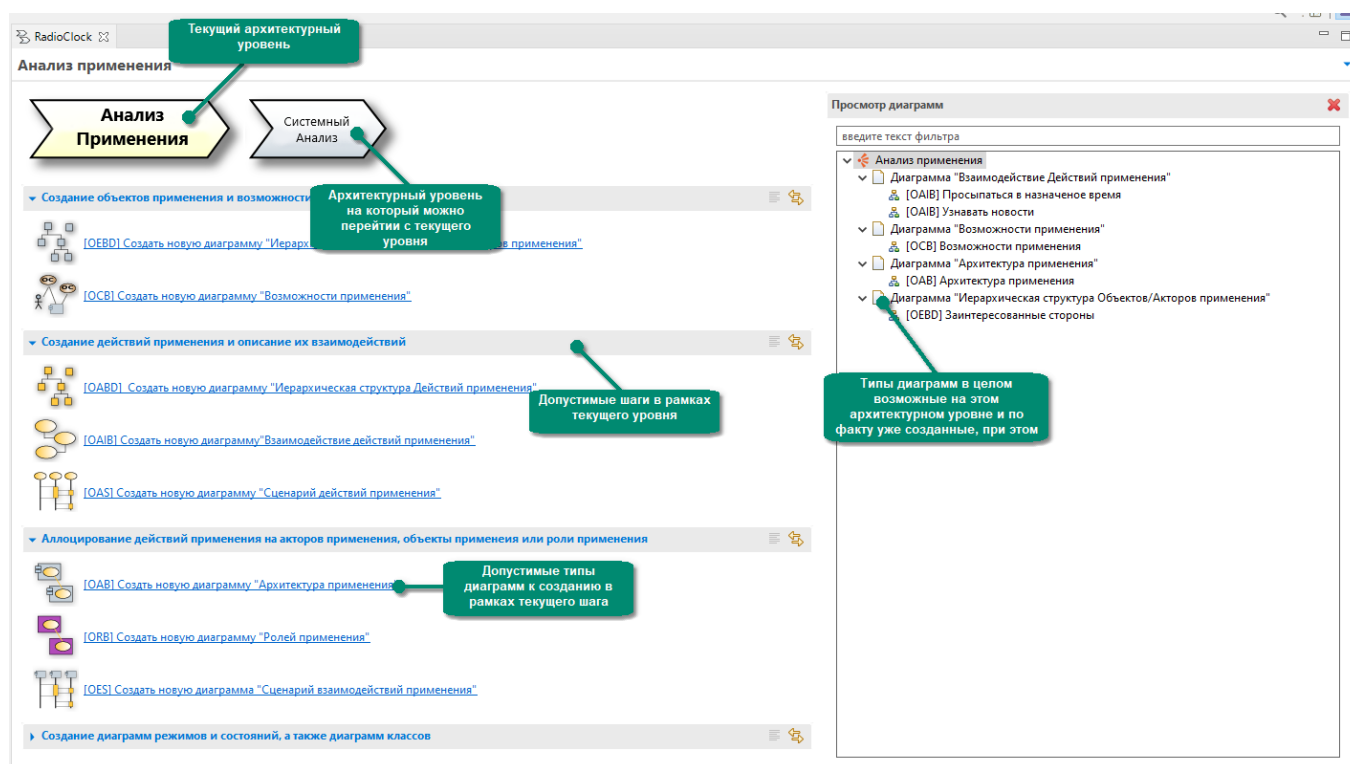 RadioClock
Текущий архитектурный
уровень
Анализ применения
Анализ
Применения
Системный
Анализ
Архитектурный уровень
на который можно
перейтии с текущего
уровня
Создание объектов применения и возможности
[OEBD] Создать новую диаграмму "Иерарх
в применения"
[OCB] Создать новую диаграмму "Возможности применения"
Создание действий применения и описание их взаимодействий
[OABD] Создать новую диаграмму "Иерархическая структура Действий применения"
Допустимые шаги в рамках
текущего уровня
[OAIB] Создать новую диаграмму"Взаимодействие действий применения"
[OAS] Создать новую диаграмму "Сценарий действий применения"
Аллоцирование действий применения на акторов применения, объекты применеия или роли применения
[OAB] Создть новую диаграмму "Архитектура применения
Допустимые типы
диаграмм к созданию в
рамках текущего шага
[ORB] Создать новую диаграмму "Ролей применения"
[OES] Создать новую диаграмма "Сценарий взаимодействий применения"
Создание диаграмм режимов и состояний, а также диаграмм классов
Просмотр диаграмм
введите текст фильтра
Анализ применения
Диаграмма "Взаимодействие Действий применения"
[OAIB] Просыпаться в назначеное время
[OAIB] Узнавать новости
Диаграмма "Возможности применения"
[OCB] Возможности применения
Диаграмма "Архитектура применения"
[OAB] Архитектура применения
Диаграмма "Иерархическая структура Объектов/Акторов применения"
[OEBD] Заинтересованные стороны
Типы диаграмм в целом
возможные на этом
архитектурном уровне и по
факту уже созданные, при этом